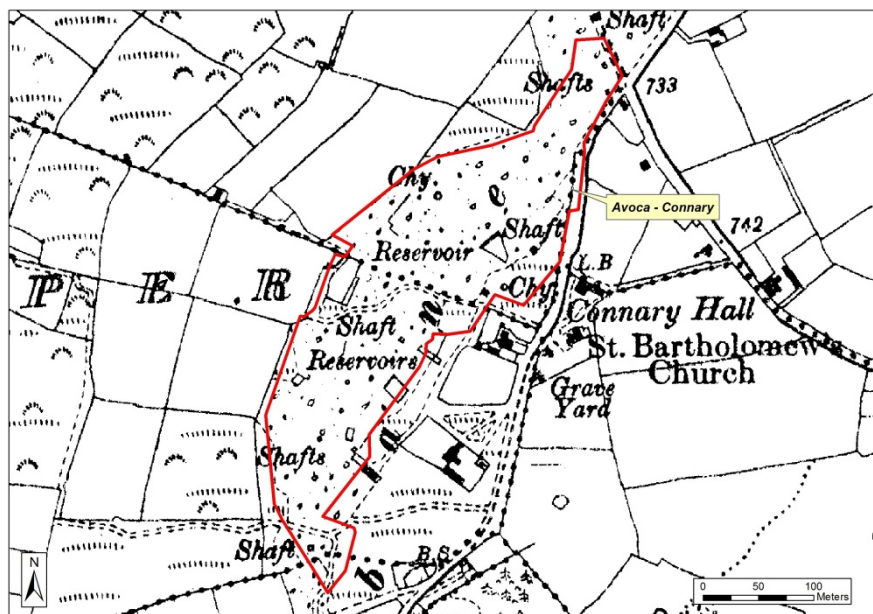 Shaft
Shafts
733
Chy
Avoca - Connary
742
Shaft
Reservoir
L.B
P E R
Chy
Connary Hall
Shaft
St. Bartholomew's
Reservoirs
Church
Grave
Yard
Shafts
Shaft
B.S.
b a n e
N
0 50 100
Meters